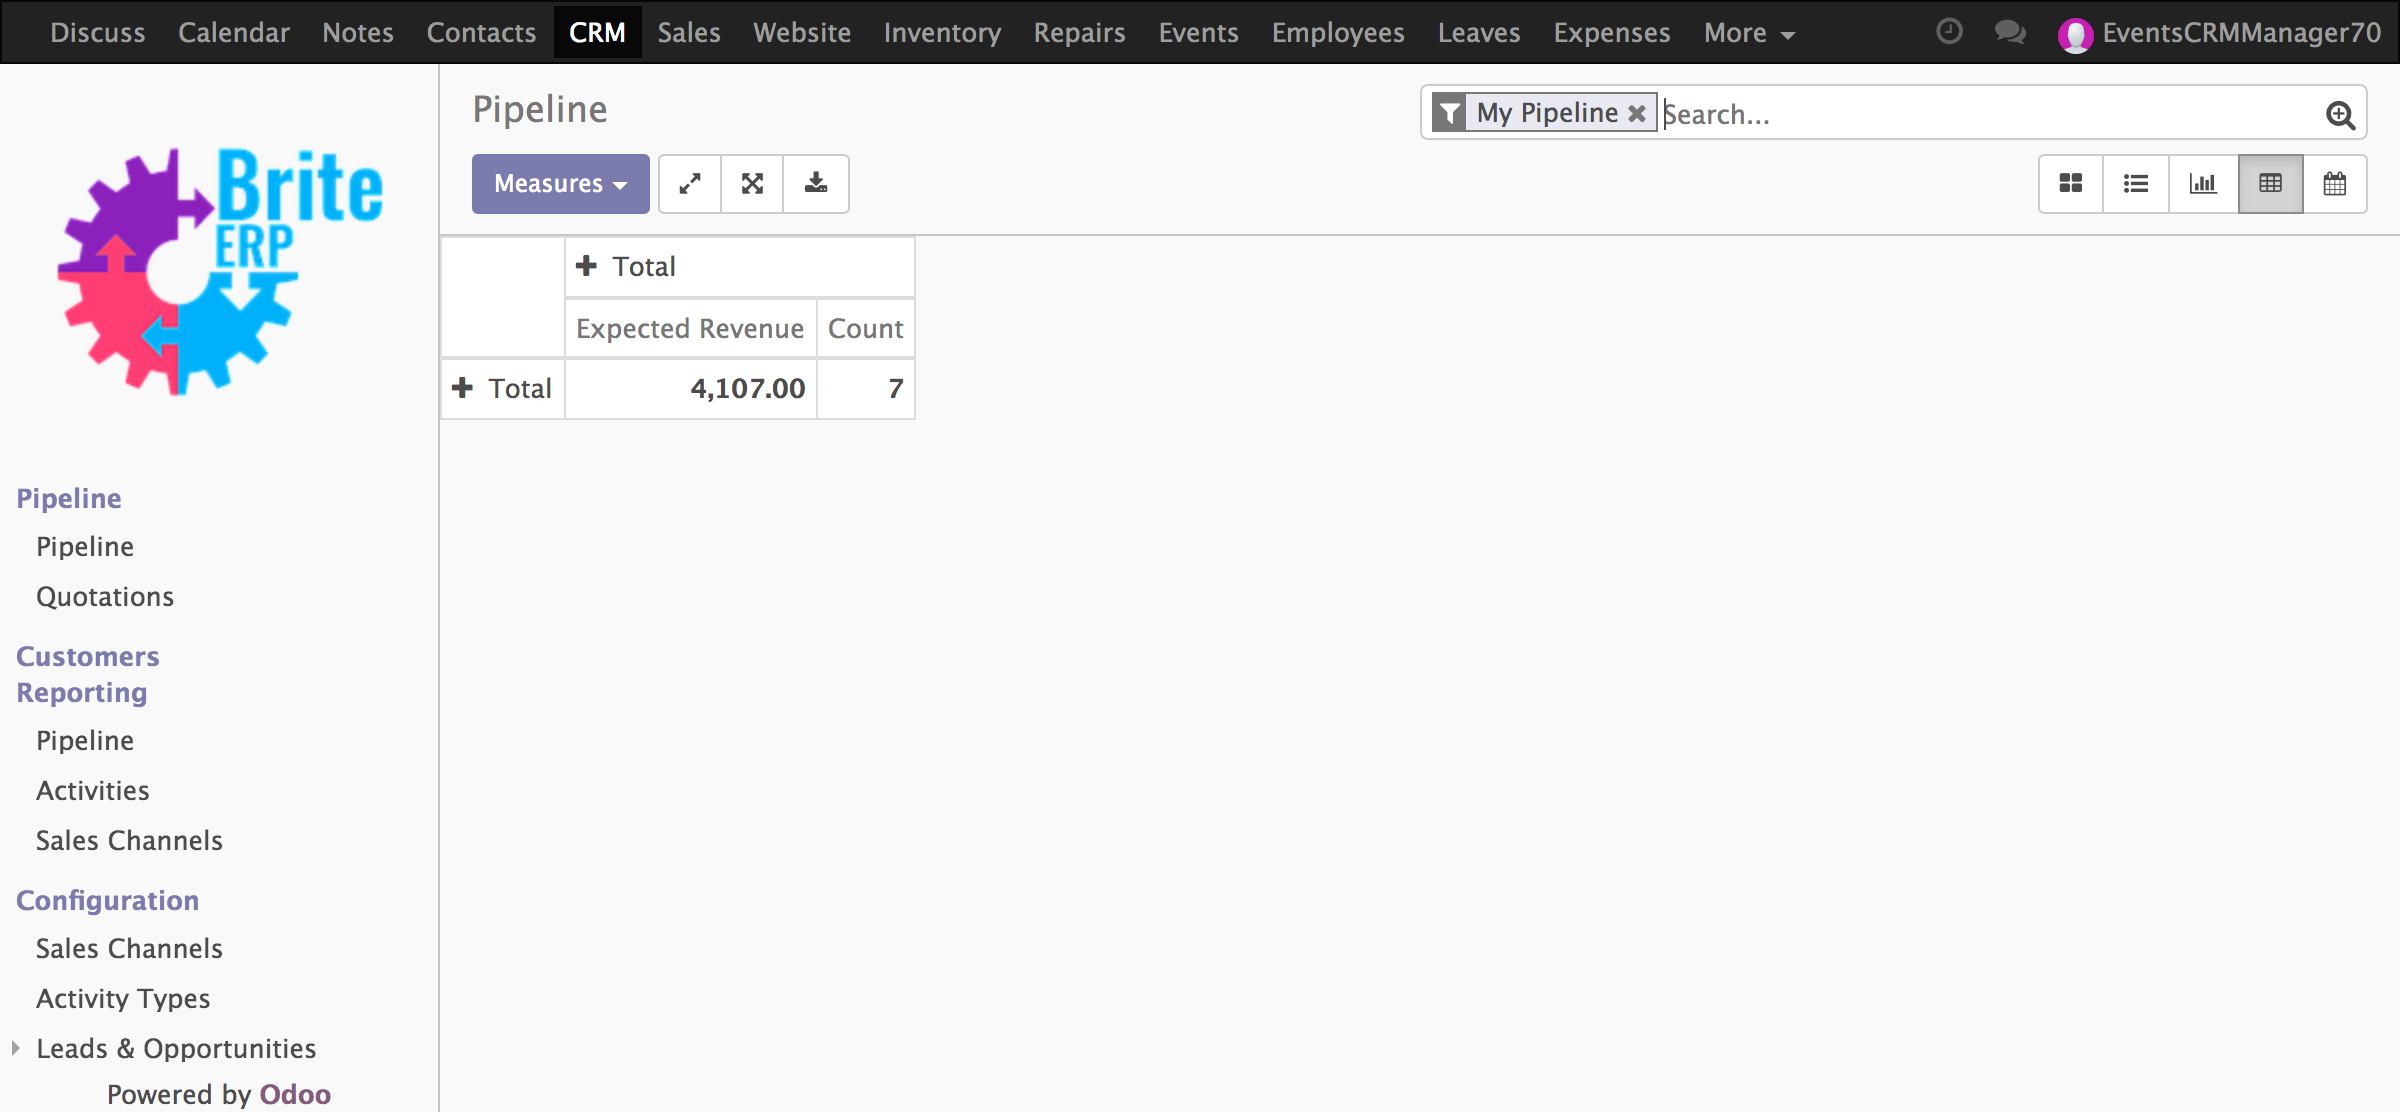 Discuss Calendar Notes Contacts CRM Sales Website Inventory Repairs Events Employees Leaves Expenses More EventsCRMManager70
Brite
ERP
Pipeline
Pipeline
Quotations
Customers
Reporting
Pipeline
Activities
Sales Channels
Configuration
Sales Channels
Activity Types
Leads & Opportunities
Powered by Odoo
Pipeline
My Pipeline Search...
Measures
Total
Expected Revenue Count
Total 4,107.00 7